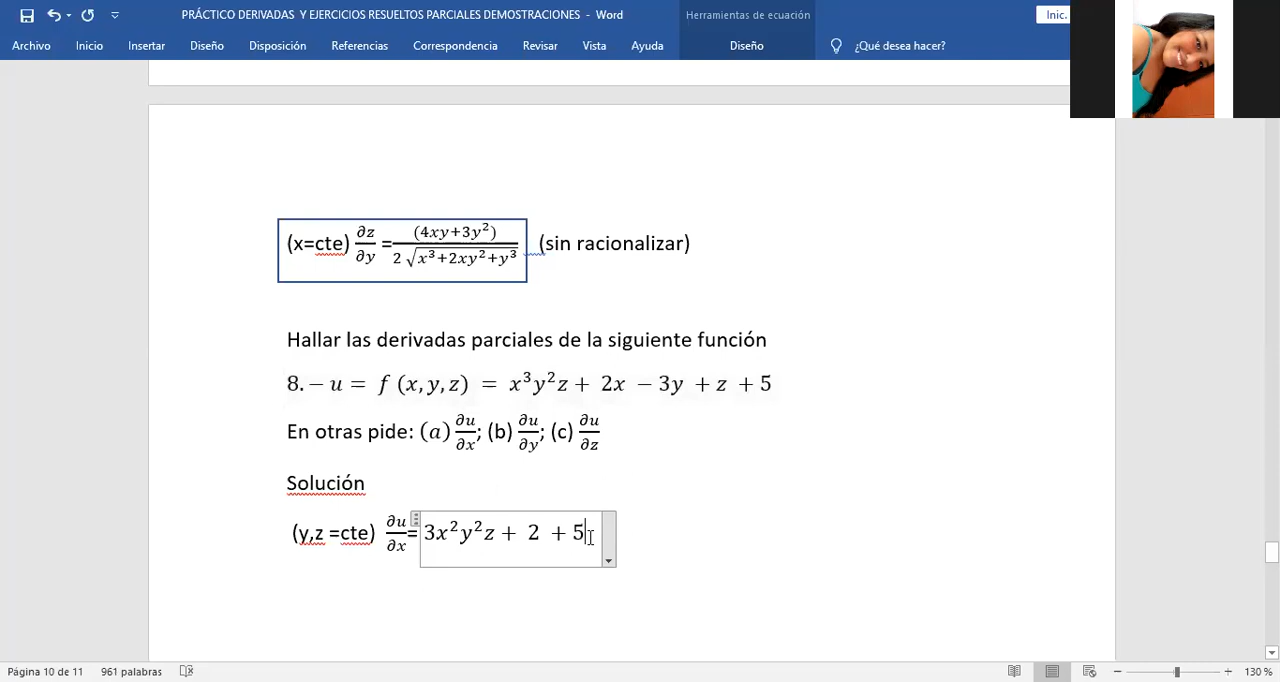 PRÁCTICO DERIVADAS Y EJERCICIOS RESUELTOS PARCIALES DEMOSTRACIONES - Word
Herramientas de ecuación
Inic.
Archivo Inicio Insertar Diseño Disposición Referencias Correspondencia Revisar Vista Ayuda Diseño ¿Qué desea hacer?
(x=cte) ∂z/∂y = (4xy+3y²)/(2 √(x³+2xy²+y³)) (sin racionalizar)
Hallar las derivadas parciales de la siguiente función
8. − u = f (x, y, z) = x³y²z + 2x − 3y + z + 5
En otras pide: (a) ∂u/∂x; (b) ∂u/∂y; (c) ∂u/∂z
Solución
(y,z =cte) ∂u/∂x = 3x²y²z + 2 + 5
Página 10 de 11 961 palabras 130 %